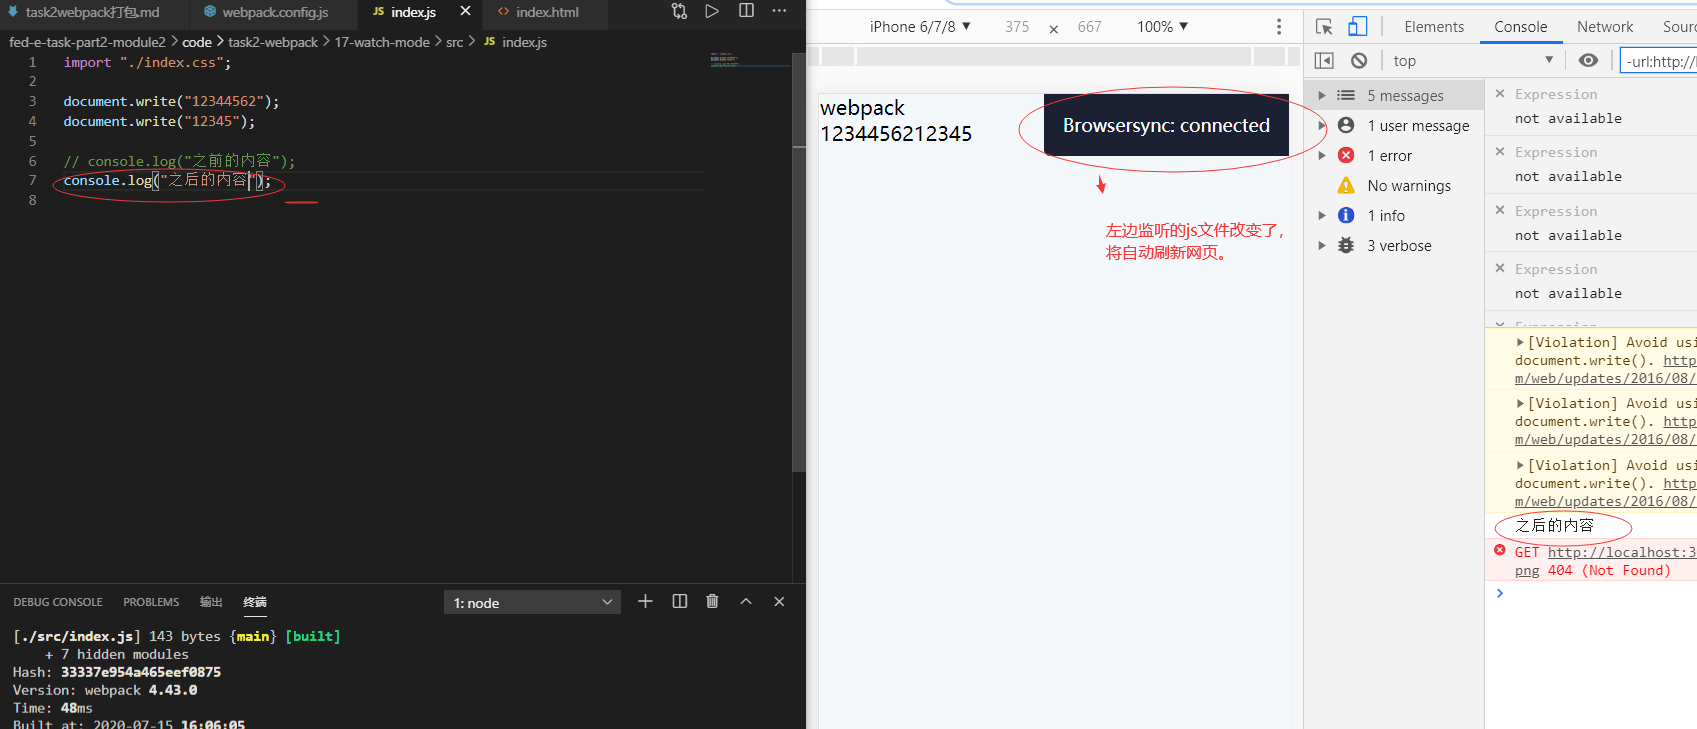 task2webpack打包.md
webpack.config.js
JS index.js
<> index.html
fed-e-task-part2-module2 > code > task2-webpack > 17-watch-mode > src > JS index.js
1 import "./index.css";
2
3 document.write("12344562");
4 document.write("12345");
5
6 // console.log("之前的内容");
7 console.log("之后的内容");
8
DEBUG CONSOLE PROBLEMS 输出 终端
1: node
[./src/index.js] 143 bytes {main} [built]
+ 7 hidden modules
Hash: 33337e954a465eef0875
Version: webpack 4.43.0
Time: 48ms
Built at: 2020-07-15 16:06:05
iPhone 6/7/8 ▼ 375 × 667 100% ▼
webpack
1234456212345
Browsersync: connected
左边监听的js文件改变了，
将自动刷新网页。
Elements Console Network Sour
top ▼
-url:http://l
5 messages
1 user message
1 error
No warnings
1 info
3 verbose
× Expression
not available
× Expression
not available
× Expression
not available
× Expression
not available
× Expression
[Violation] Avoid usi
document.write(). http
m/web/updates/2016/08/
[Violation] Avoid usi
document.write(). http
m/web/updates/2016/08/
[Violation] Avoid usi
document.write(). http
m/web/updates/2016/08/
之后的内容
GET http://localhost:3
png 404 (Not Found)
>